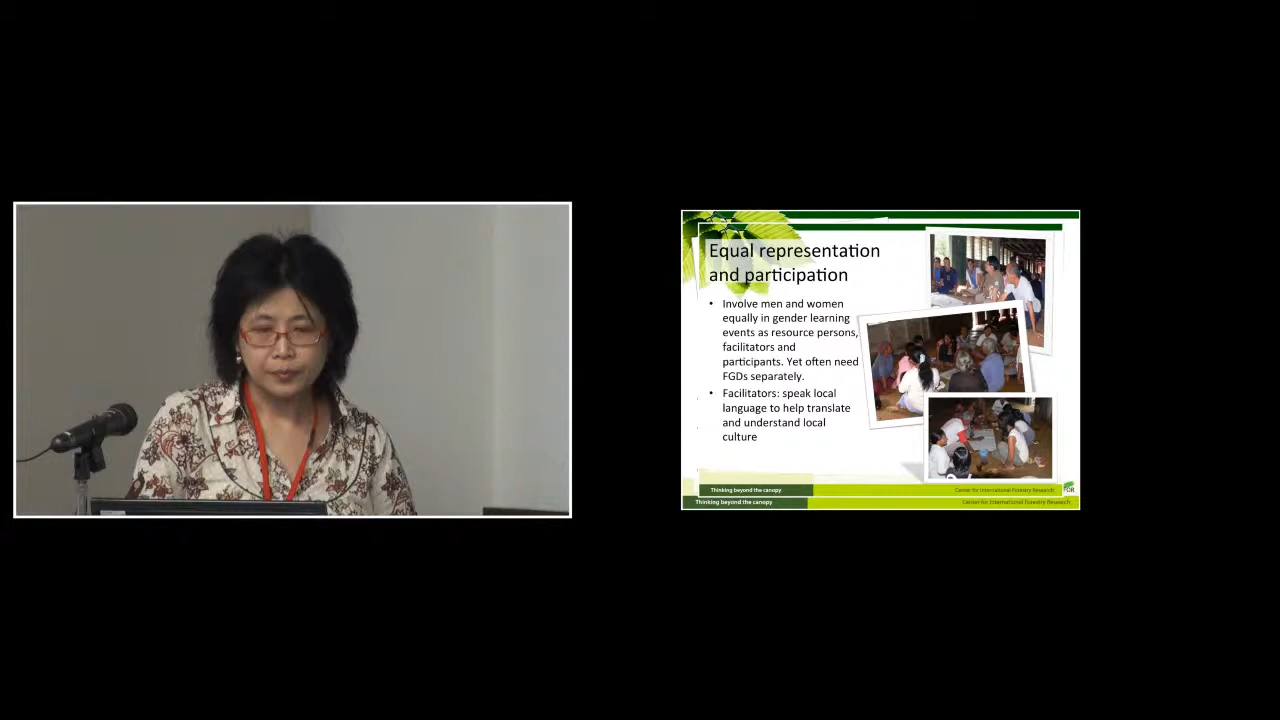 Equal representation
and participation
• Involve men and women
equally in gender learning
events as resource persons,
facilitators and
participants. Yet often need
FGDs separately.
• Facilitators: speak local
language to help translate
and understand local
culture
Thinking beyond the canopy
Center for International Forestry Research
FOR
Thinking beyond the canopy
Center for International Forestry Research